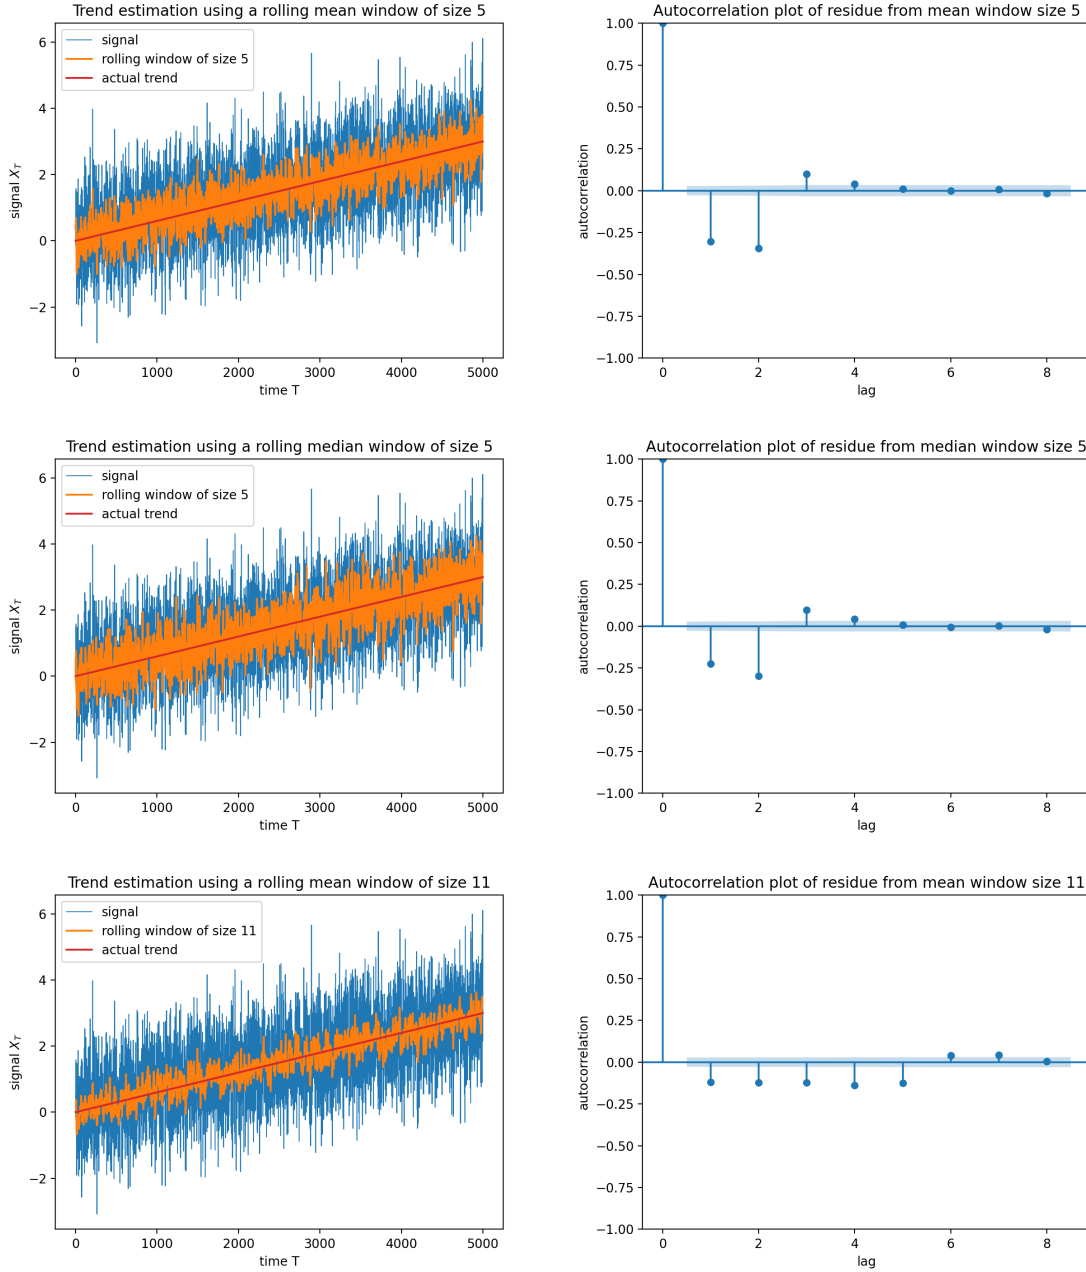 Trend estimation using a rolling mean window of size 5
signal
rolling window of size 5
actual trend
6
4
2
0
−2
signal X_T
0 1000 2000 3000 4000 5000
time T
Autocorrelation plot of residue from mean window size 5
1.00
0.75
0.50
0.25
0.00
−0.25
−0.50
−0.75
−1.00
autocorrelation
0 2 4 6 8
lag
Trend estimation using a rolling median window of size 5
signal
rolling window of size 5
actual trend
6
4
2
0
−2
signal X_T
0 1000 2000 3000 4000 5000
time T
Autocorrelation plot of residue from median window size 5
1.00
0.75
0.50
0.25
0.00
−0.25
−0.50
−0.75
−1.00
autocorrelation
0 2 4 6 8
lag
Trend estimation using a rolling mean window of size 11
signal
rolling window of size 11
actual trend
6
4
2
0
−2
signal X_T
0 1000 2000 3000 4000 5000
time T
Autocorrelation plot of residue from mean window size 11
1.00
0.75
0.50
0.25
0.00
−0.25
−0.50
−0.75
−1.00
autocorrelation
0 2 4 6 8
lag